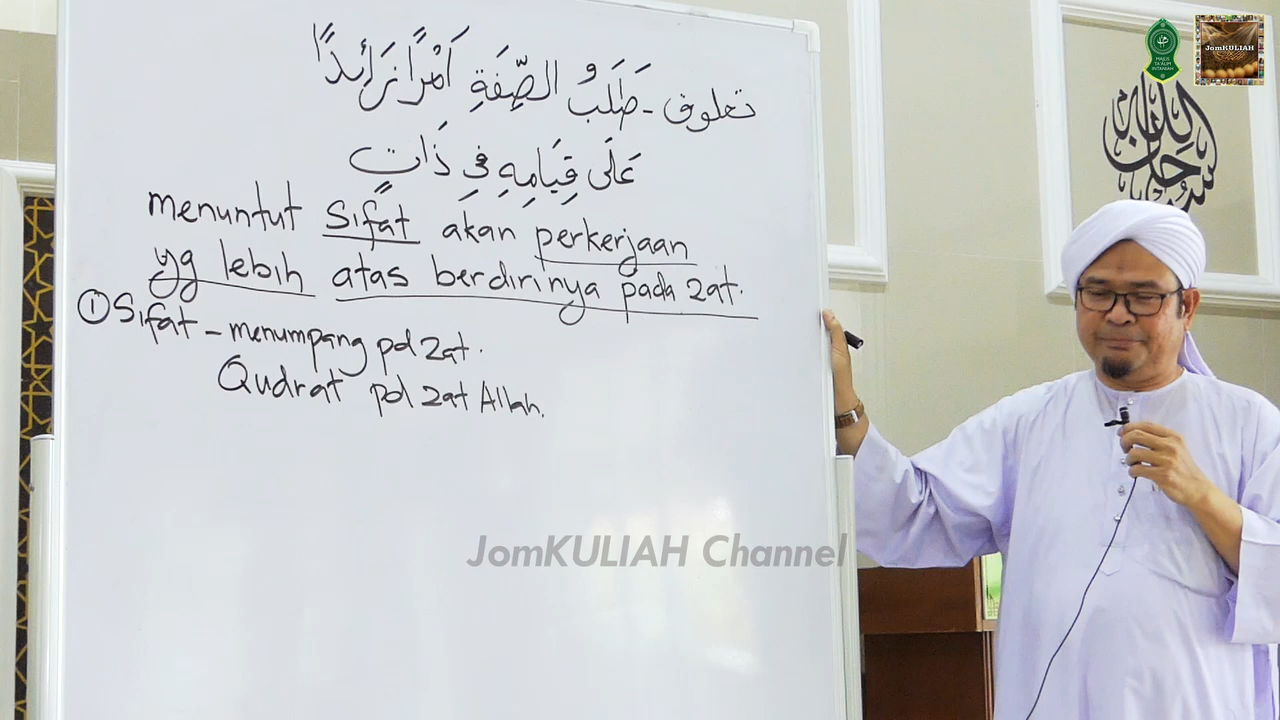 تعلوق - طَلَبُ الصِّفَةِ اَمْرًا زَائِدًا
عَلَى قِيَامِهِ فِي ذَاتٍ
menuntut sifat akan perkerjaan
yg lebih atas berdirinya pada zat.
① Sifat - menumpang pd zat.
Qudrat pd zat Allah.
JomKULIAH Channel
JomKULIAH